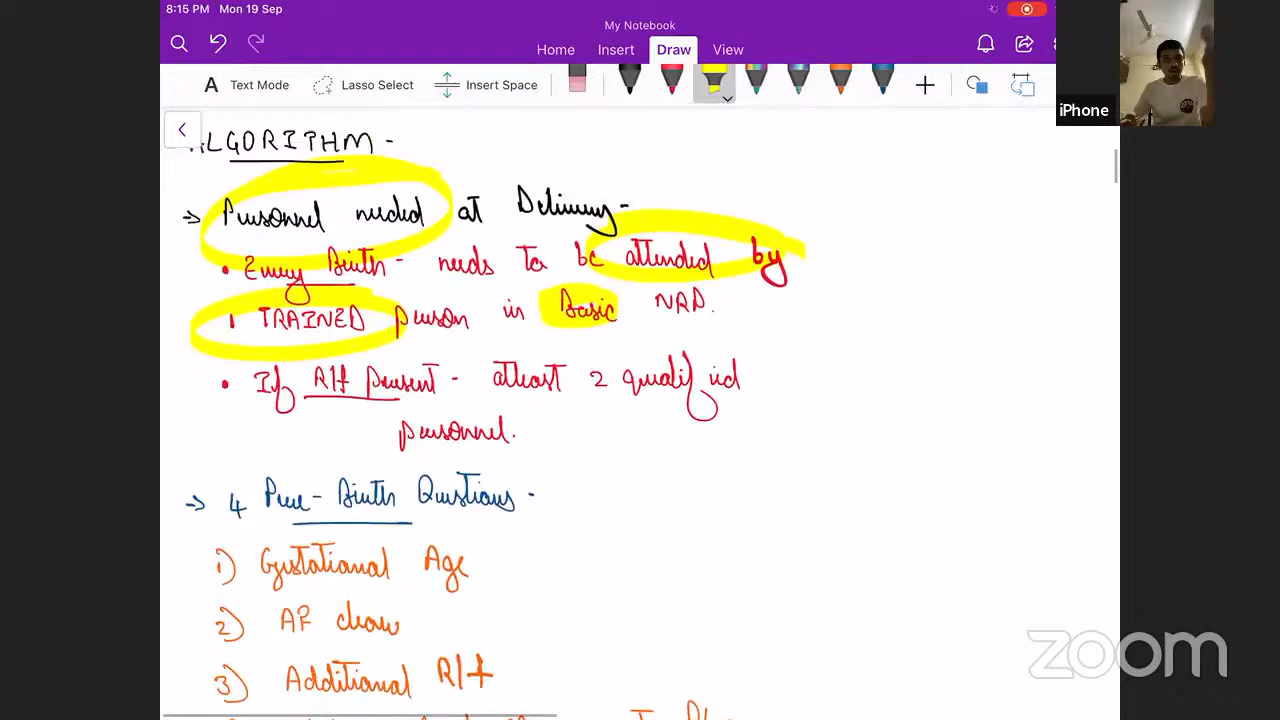 8:15 PM Mon 19 Sep
My Notebook
Home Insert Draw View
Text Mode Lasso Select Insert Space
iPhone
LGORITHM -
⇒ Personnel needed at Delivery -
• Every Birth - needs to be attended by
1 TRAINED person in Basic NRP.
• If R/f present - atleast 2 qualified
personnel.
→ 4 Pre-Birth Questions -
1) Gestational Age
2) AF clear
3) Additional R/f
zoom